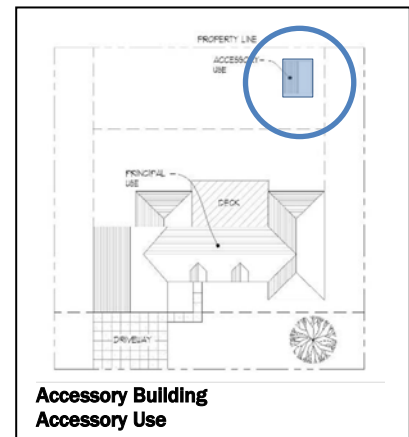 PROPERTY LINE
ACCESSORY
USE
PRINCIPAL
USE
DECK
DRIVEWAY
Accessory Building
Accessory Use